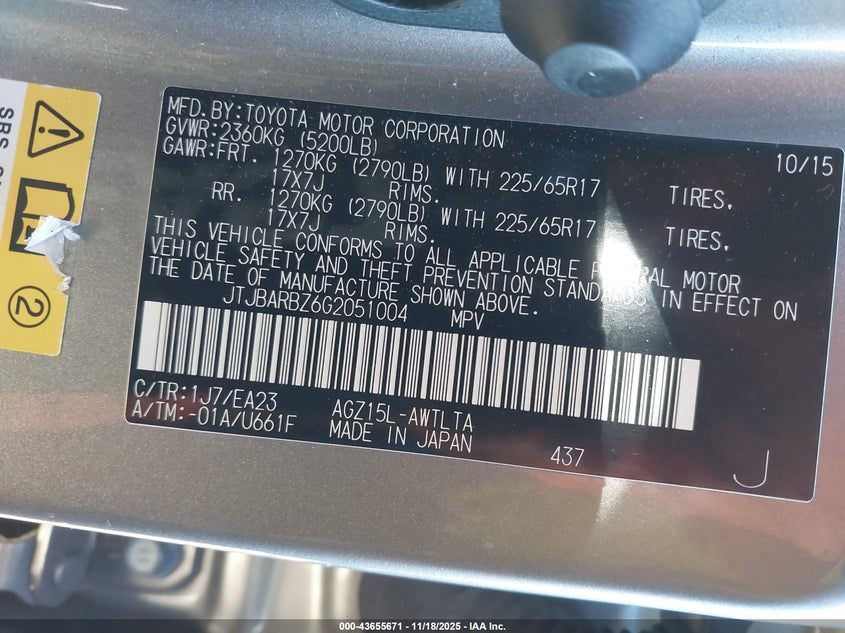 MFD.BY:TOYOTA MOTOR CORPORATION 10/15
GVWR:2360KG (5200LB)
GAWR:FRT. 1270KG (2790LB) WITH 225/65R17 TIRES,
17X7J RIMS.
RR. 1270KG (2790LB) WITH 225/65R17 TIRES,
17X7J RIMS.
THIS VEHICLE CONFORMS TO ALL APPLICABLE FEDERAL MOTOR
VEHICLE SAFETY AND THEFT PREVENTION STANDARDS IN EFFECT ON
THE DATE OF MANUFACTURE SHOWN ABOVE.
JTJBARBZ6G2051004 MPV
C/TR:1J7/EA23 AGZ15L-AWTLTA
A/TM:-01A/U661F MADE IN JAPAN 437 J
SRS
2
000-43655671 - 11/18/2025 - IAA Inc.